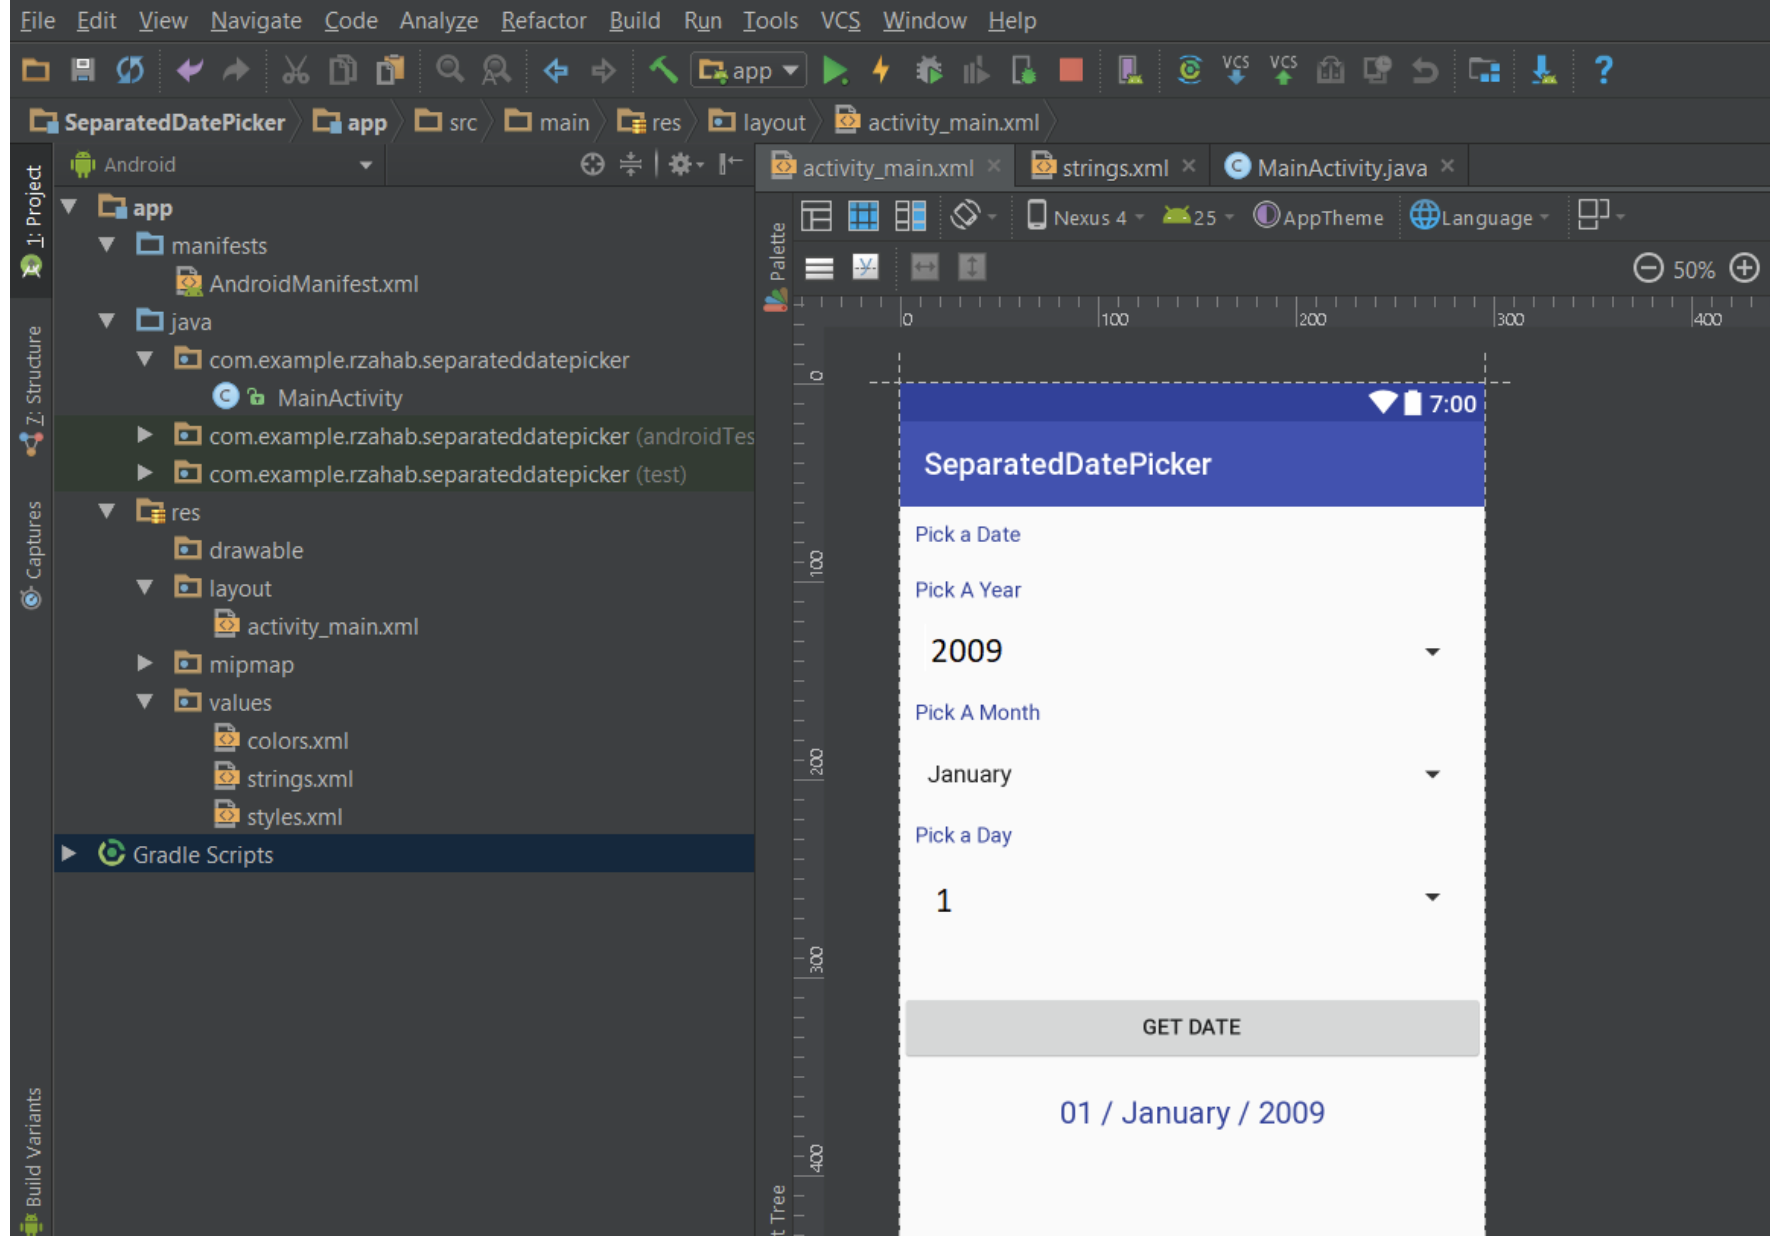 File Edit View Navigate Code Analyze Refactor Build Run Tools VCS Window Help
app VCS VCS ?
SeparatedDatePicker app src main res layout activity_main.xml
Android
activity_main.xml strings.xml MainActivity.java
1: Project
7: Structure
Captures
Build Variants
app
manifests
AndroidManifest.xml
java
com.example.rzahab.separateddatepicker
MainActivity
com.example.rzahab.separateddatepicker (androidTes
com.example.rzahab.separateddatepicker (test)
res
drawable
layout
activity_main.xml
mipmap
values
colors.xml
strings.xml
styles.xml
Gradle Scripts
Palette
Nexus 4 25 AppTheme Language
50%
0 100 200 300 400
0
100
200
300
400
t Tree
7:00
SeparatedDatePicker
Pick a Date
Pick A Year
2009
Pick A Month
January
Pick a Day
1
GET DATE
01 / January / 2009